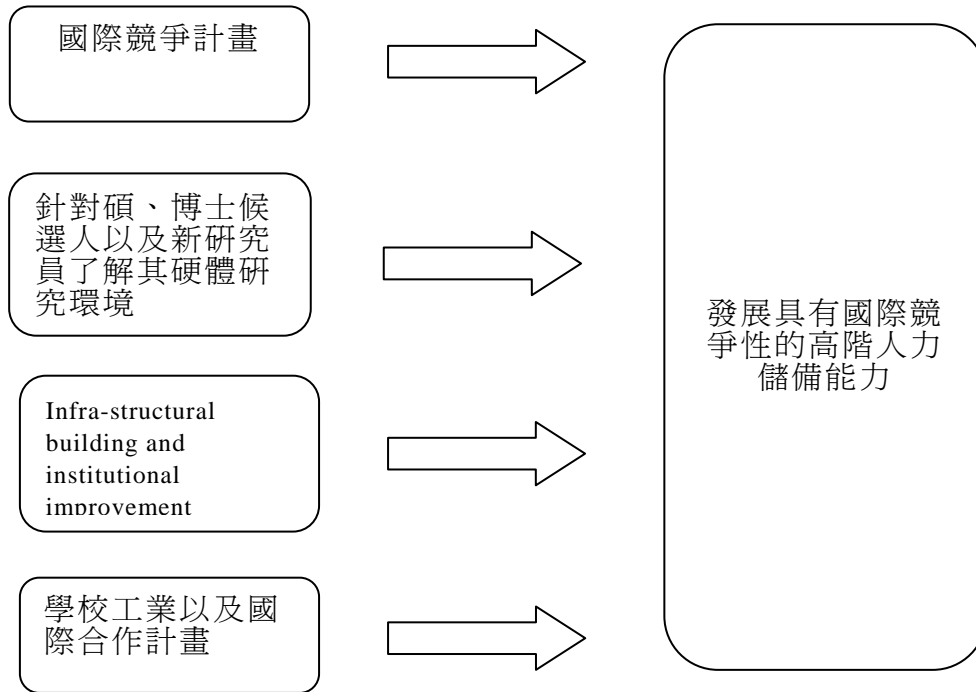 國際競爭計畫
針對碩、博士候
選人以及新研究
員了解其硬體研
究環境
Infra-structural
building and
institutional
improvement
學校工業以及國
際合作計畫
發展具有國際競
爭性的高階人力
儲備能力